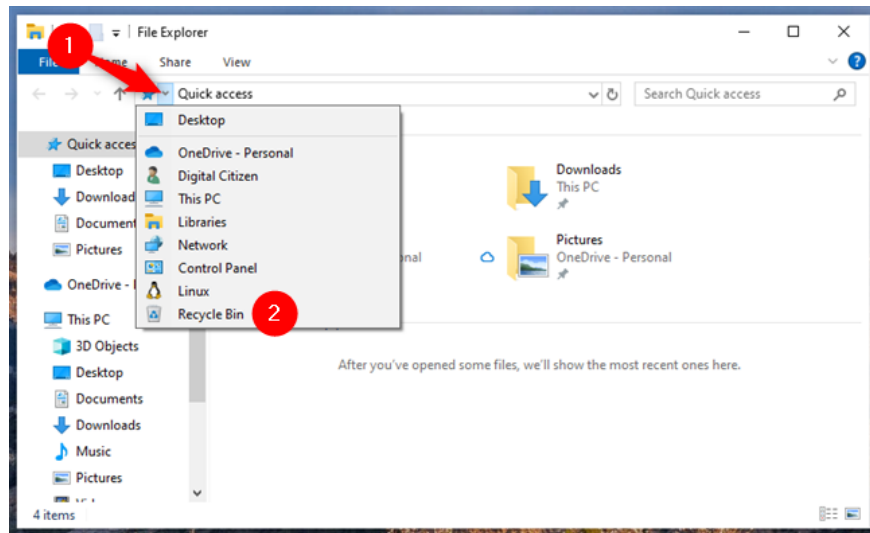 File Explorer
File Home Share View
Quick access
Search Quick access
1
Desktop
OneDrive - Personal
Digital Citizen
This PC
Libraries
Network
Control Panel
Linux
Recycle Bin
2
Quick acces
Desktop
Download
Document
Pictures
OneDrive -
This PC
3D Objects
Desktop
Documents
Downloads
Music
Pictures
Downloads
This PC
onal
Pictures
OneDrive - Personal
After you've opened some files, we'll show the most recent ones here.
4 items